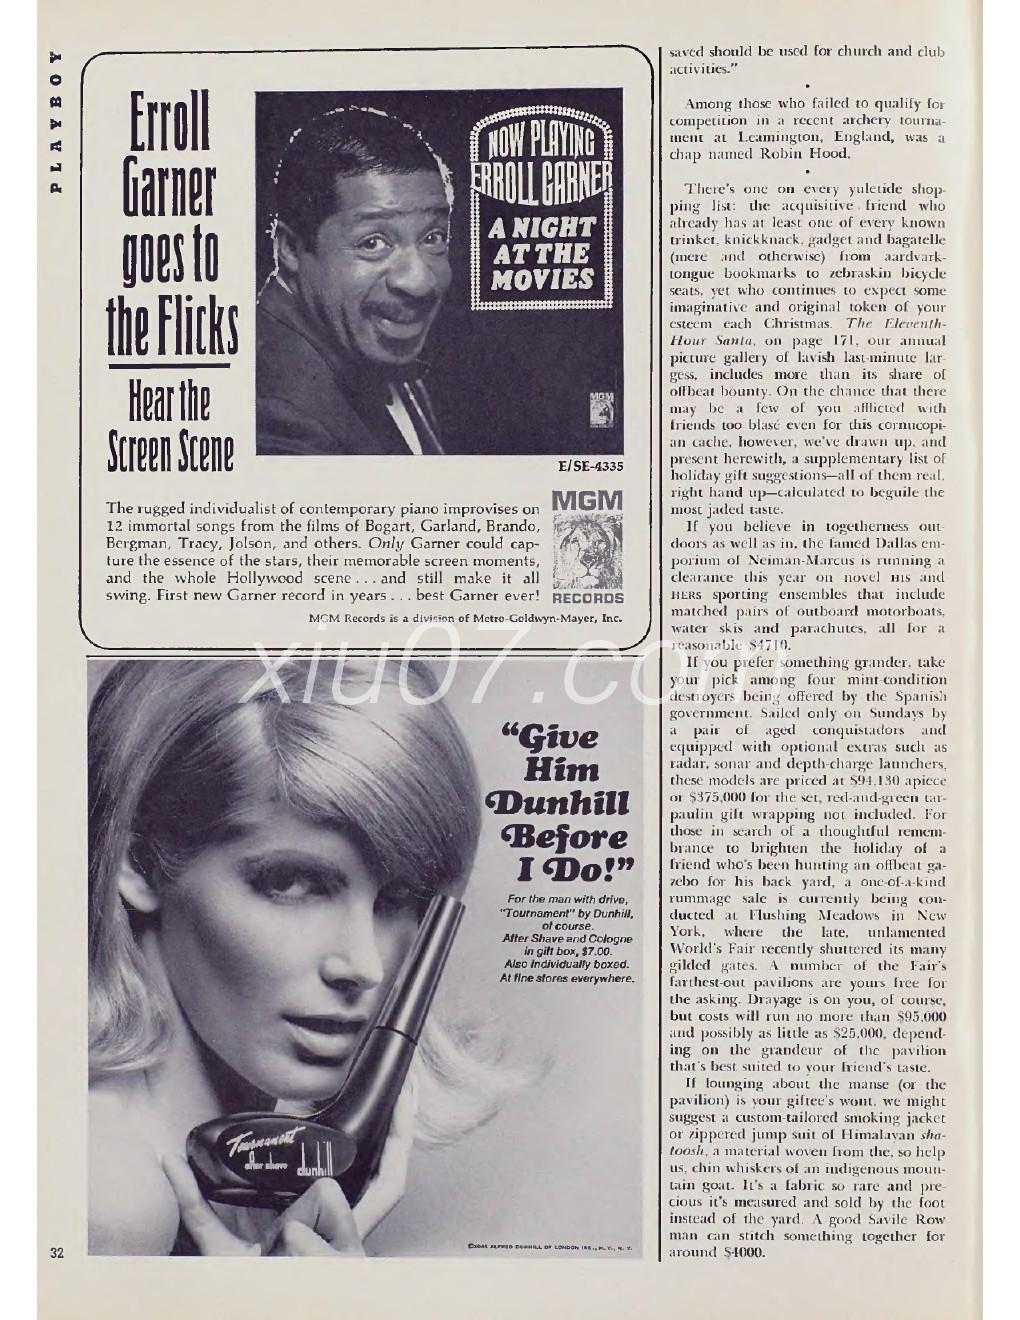 PLAYBOY
Erroll
Garner
goes to
the Flicks
Hear the
Screen Scene
NOW PLAYING
ERROLL GARNER
A NIGHT
AT THE
MOVIES
MGM
E/SE-4335
The rugged individualist of contemporary piano improvises on
12 immortal songs from the films of Bogart, Garland, Brando,
Bergman, Tracy, Jolson, and others. Only Garner could cap-
ture the essence of the stars, their memorable screen moments,
and the whole Hollywood scene . . . and still make it all
swing. First new Garner record in years . . . best Garner ever!
MGM
RECORDS
MGM Records is a division of Metro-Goldwyn-Mayer, Inc.
xiu07.com
“Give
Him
Dunhill
Before
I Do!”
For the man with drive,
"Tournament" by Dunhill,
of course.
After Shave and Cologne
in gift box, $7.00.
Also individually boxed.
At fine stores everywhere.
Tournament
after shave dunhill
ALFRED DUNHILL OF LONDON INC., N. Y., N. Y.
32
saved should be used for church and club
activities.”
•
Among those who failed to qualify for
competition in a recent archery tourna-
ment at Leamington, England, was a
chap named Robin Hood.
•
There's one on every yuletide shop-
ping list: the acquisitive friend who
already has at least one of every known
trinket, knickknack, gadget and bagatelle
(mere and otherwise) from aardvark-
tongue bookmarks to zebraskin bicycle
seats, yet who continues to expect some
imaginative and original token of your
esteem each Christmas. The Eleventh-
Hour Santa, on page 171, our annual
picture gallery of lavish last-minute lar-
gess, includes more than its share of
offbeat bounty. On the chance that there
may be a few of you afflicted with
friends too blasé even for this cornucopi-
an cache, however, we've drawn up, and
present herewith, a supplementary list of
holiday gift suggestions—all of them real,
right hand up—calculated to beguile the
most jaded taste.
If you believe in togetherness out-
doors as well as in, the famed Dallas em-
porium of Neiman-Marcus is running a
clearance this year on novel HIS and
HERS sporting ensembles that include
matched pairs of outboard motorboats,
water skis and parachutes, all for a
reasonable $4710.
If you prefer something grander, take
your pick among four mint-condition
destroyers being offered by the Spanish
government. Sailed only on Sundays by
a pair of aged conquistadors and
equipped with optional extras such as
radar, sonar and depth-charge launchers,
these models are priced at $94,130 apiece
or $375,000 for the set, red-and-green tar-
paulin gift wrapping not included. For
those in search of a thoughtful remem-
brance to brighten the holiday of a
friend who's been hunting an offbeat ga-
zebo for his back yard, a one-of-a-kind
rummage sale is currently being con-
ducted at Flushing Meadows in New
York, where the late, unlamented
World's Fair recently shuttered its many
gilded gates. A number of the Fair's
farthest-out pavilions are yours free for
the asking. Drayage is on you, of course,
but costs will run no more than $95,000
and possibly as little as $25,000, depend-
ing on the grandeur of the pavilion
that's best suited to your friend's taste.
If lounging about the manse (or the
pavilion) is your giftee's wont, we might
suggest a custom-tailored smoking jacket
or zippered jump suit of Himalayan sha-
toosh, a material woven from the, so help
us, chin whiskers of an indigenous moun-
tain goat. It's a fabric so rare and pre-
cious it's measured and sold by the foot
instead of the yard. A good Savile Row
man can stitch something together for
around $4000.